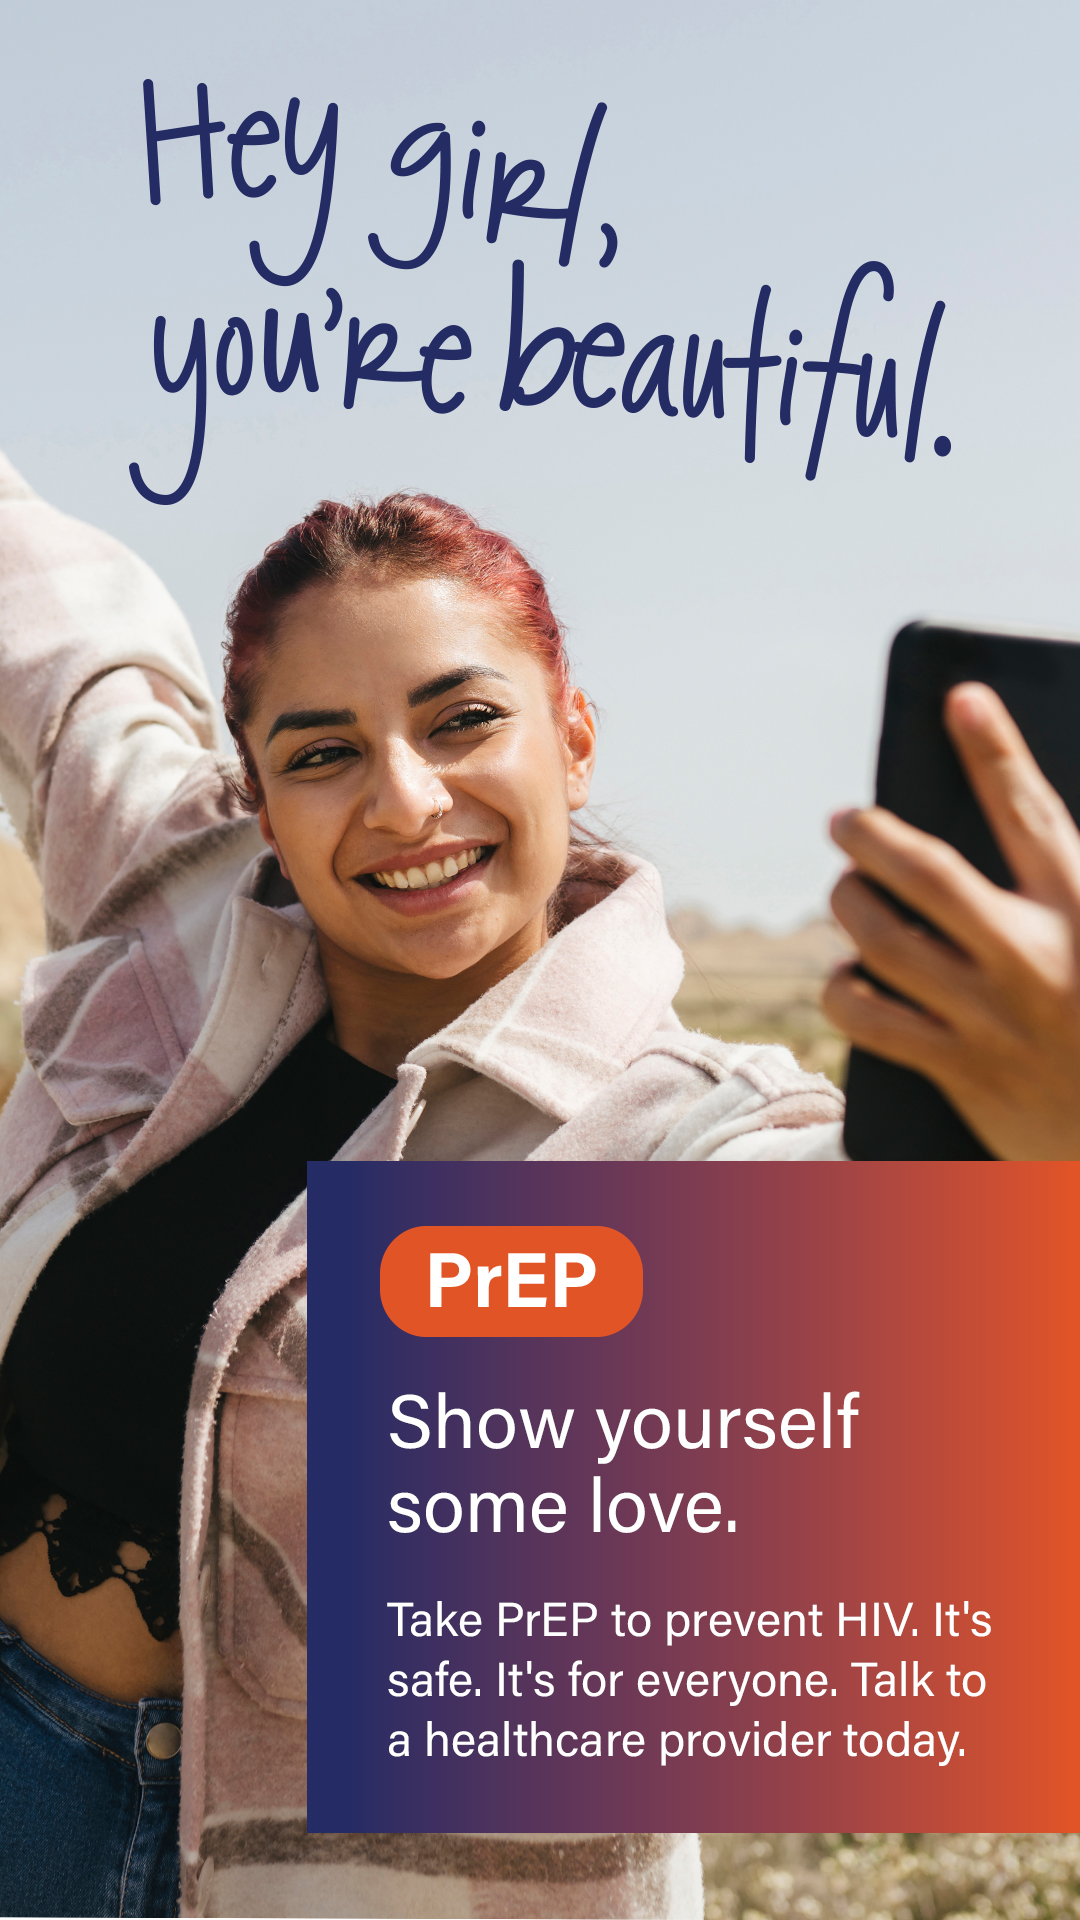 Hey girl,
you're beautiful.
PrEP
Show yourself
some love.
Take PrEP to prevent HIV. It's
safe. It's for everyone. Talk to
a healthcare provider today.